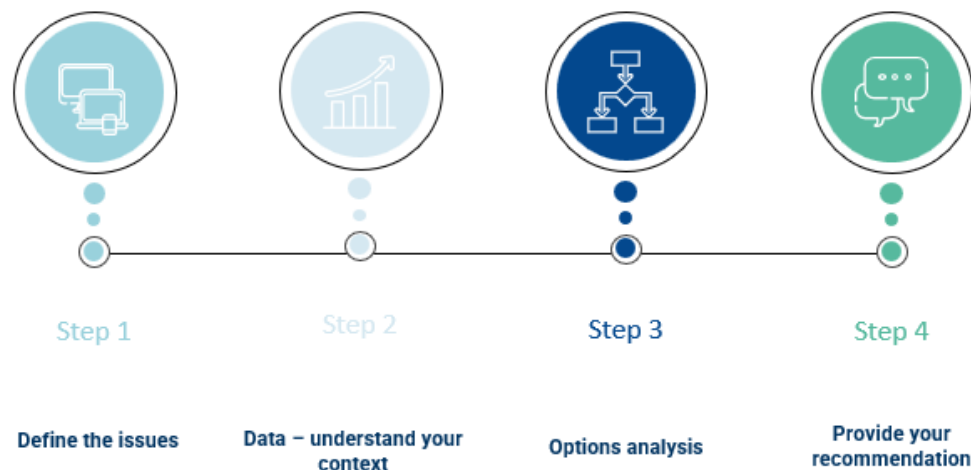 Step 1
Step 2
Step 3
Step 4
Define the issues
Data – understand your
context
Options analysis
Provide your
recommendation